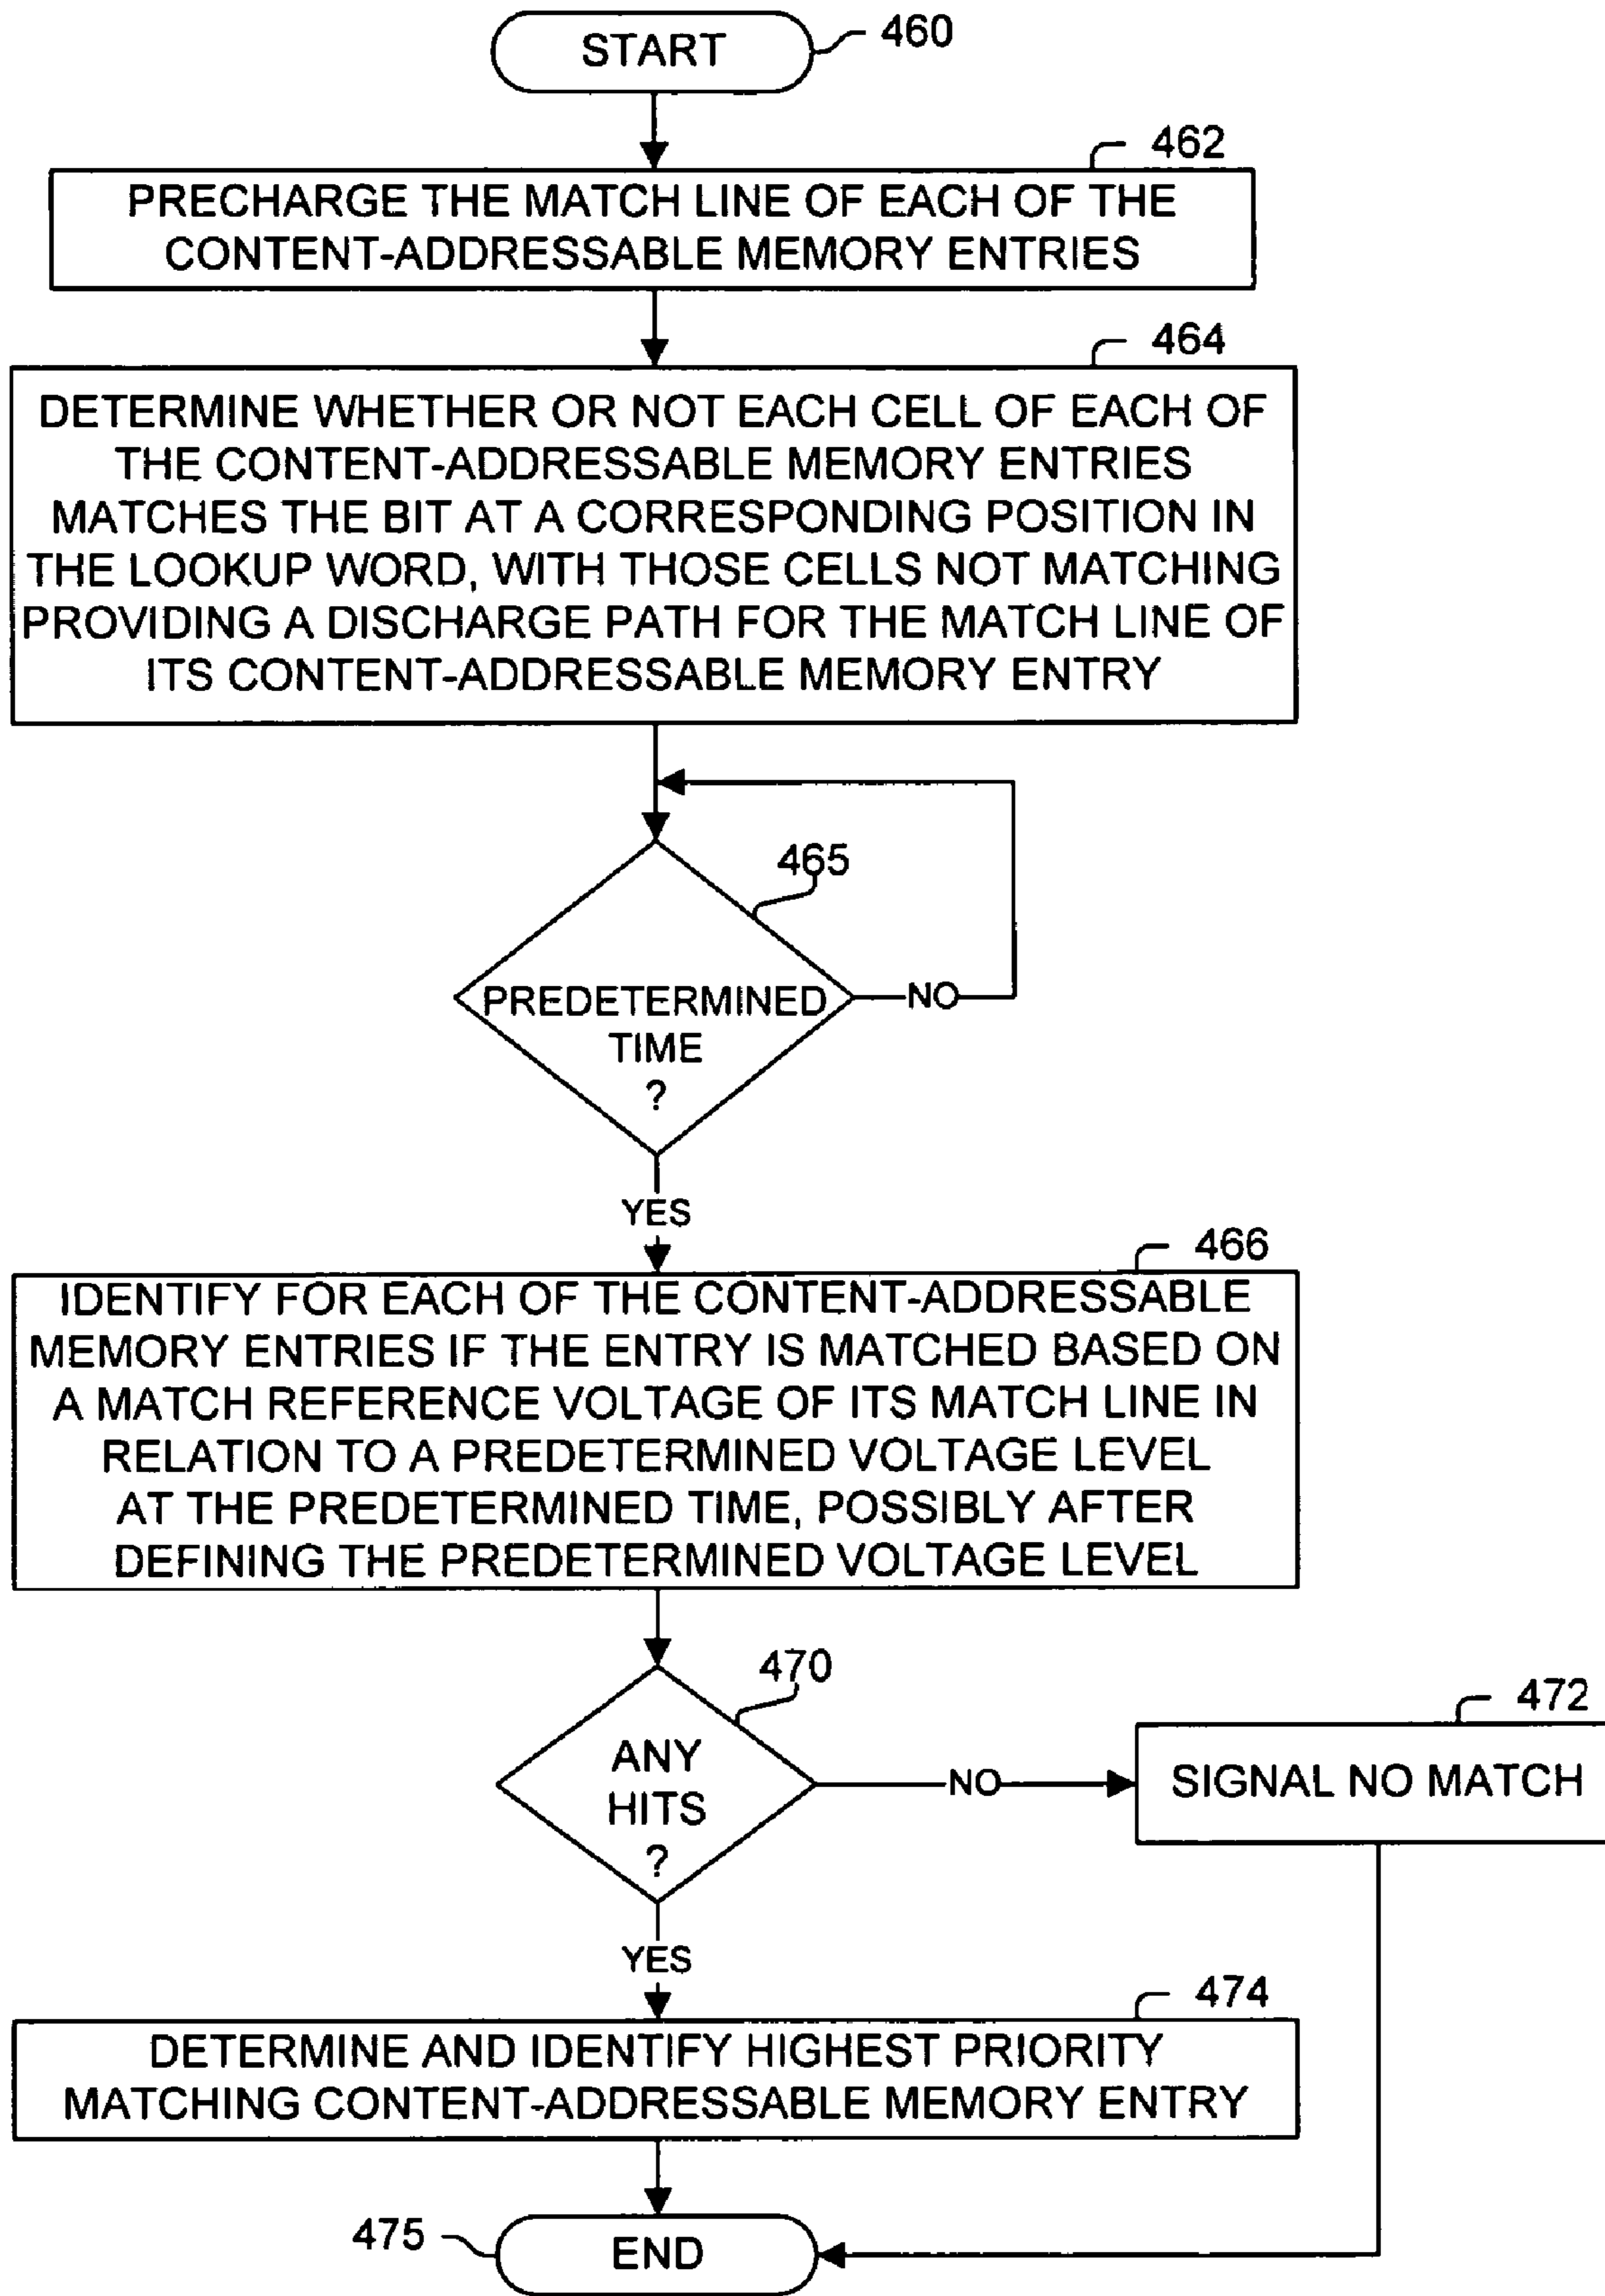 START
460
462
PRECHARGE THE MATCH LINE OF EACH OF THE
CONTENT-ADDRESSABLE MEMORY ENTRIES
464
DETERMINE WHETHER OR NOT EACH CELL OF EACH OF
THE CONTENT-ADDRESSABLE MEMORY ENTRIES
MATCHES THE BIT AT A CORRESPONDING POSITION IN
THE LOOKUP WORD, WITH THOSE CELLS NOT MATCHING
PROVIDING A DISCHARGE PATH FOR THE MATCH LINE OF
ITS CONTENT-ADDRESSABLE MEMORY ENTRY
465
PREDETERMINED
TIME
?
NO
YES
466
IDENTIFY FOR EACH OF THE CONTENT-ADDRESSABLE
MEMORY ENTRIES IF THE ENTRY IS MATCHED BASED ON
A MATCH REFERENCE VOLTAGE OF ITS MATCH LINE IN
RELATION TO A PREDETERMINED VOLTAGE LEVEL
AT THE PREDETERMINED TIME, POSSIBLY AFTER
DEFINING THE PREDETERMINED VOLTAGE LEVEL
470
ANY
HITS
?
NO
472
SIGNAL NO MATCH
YES
474
DETERMINE AND IDENTIFY HIGHEST PRIORITY
MATCHING CONTENT-ADDRESSABLE MEMORY ENTRY
475
END